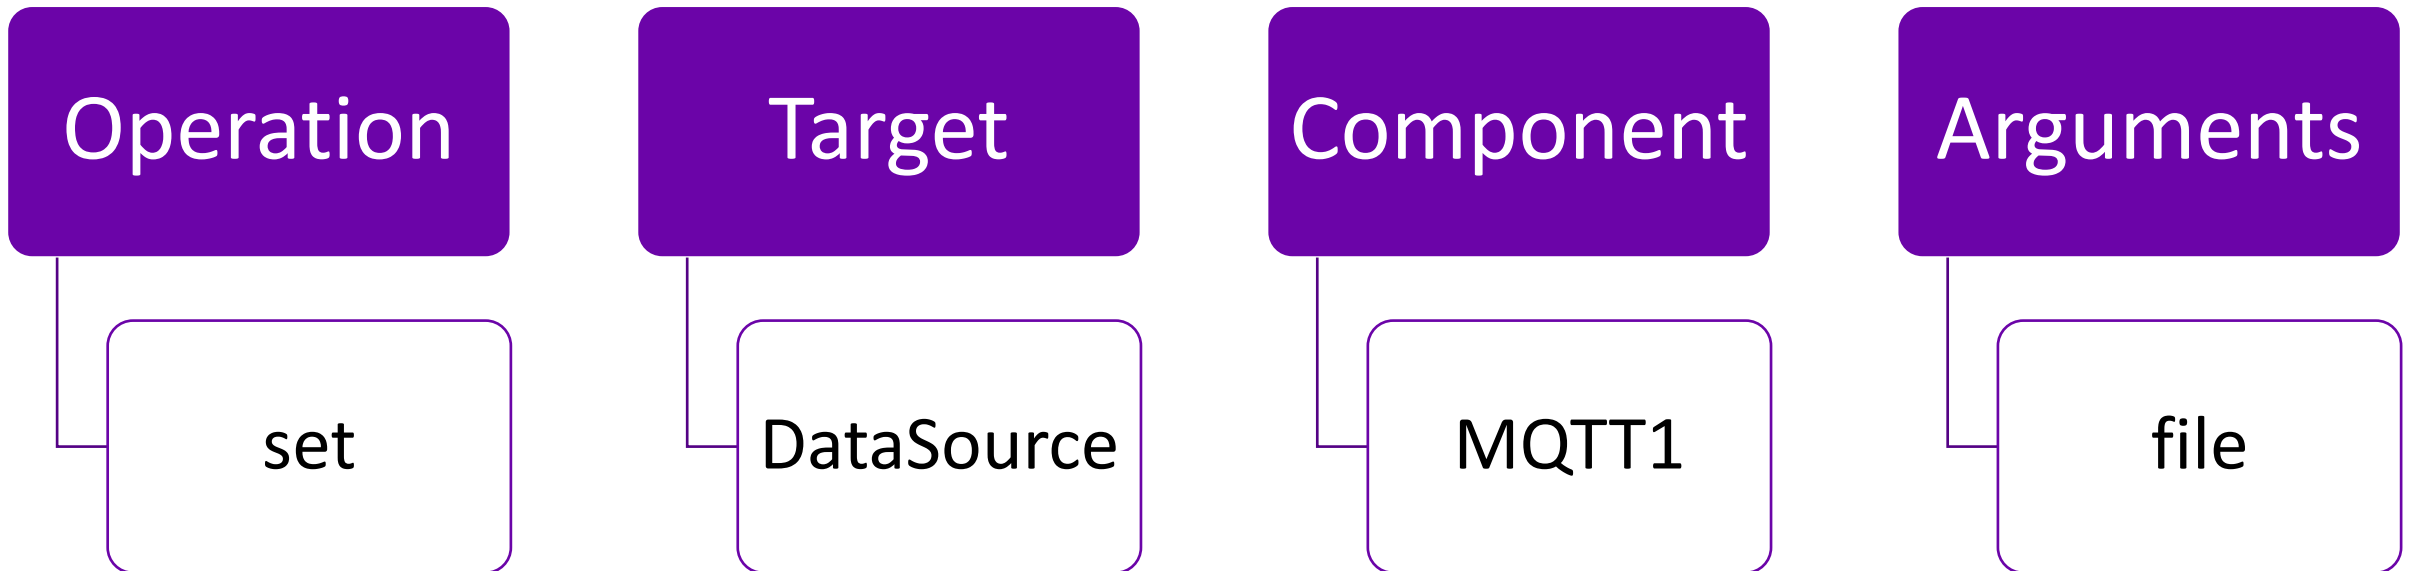 Operation
Target
Component
Arguments
set
DataSource
MQTT1
file